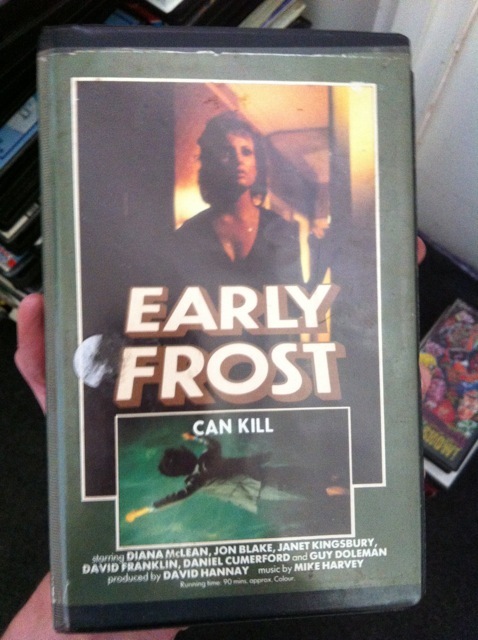 EARLY
FROST
CAN KILL
starring DIANA McLEAN, JON BLAKE, JANET KINGSBURY,
DAVID FRANKLIN, DANIEL CUMERFORD and GUY DOLEMAN
produced by DAVID HANNAY music by MIKE HARVEY
Running time: 90 mins. approx. Colour.